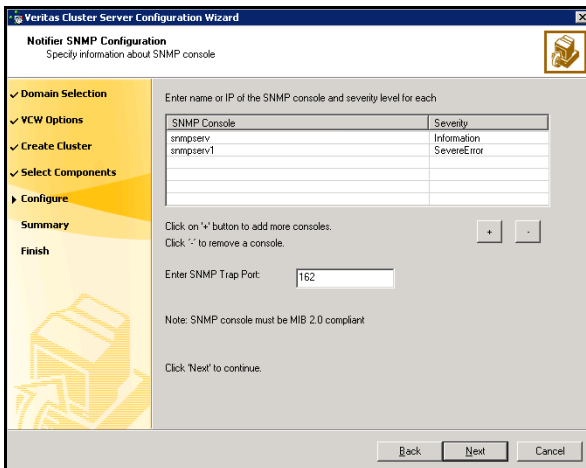 Veritas Cluster Server Configuration Wizard
Notifier SNMP Configuration
Specify information about SNMP console
Domain Selection
VCW Options
Create Cluster
Select Components
Configure
Summary
Finish
Enter name or IP of the SNMP console and severity level for each
SNMP Console Severity
snmpserv Information
snmpserv1 SevereError
Click on '+' button to add more consoles.
Click '-' to remove a console.
+ -
Enter SNMP Trap Port: 162
Note: SNMP console must be MIB 2.0 compliant
Click 'Next' to continue.
Back Next Cancel